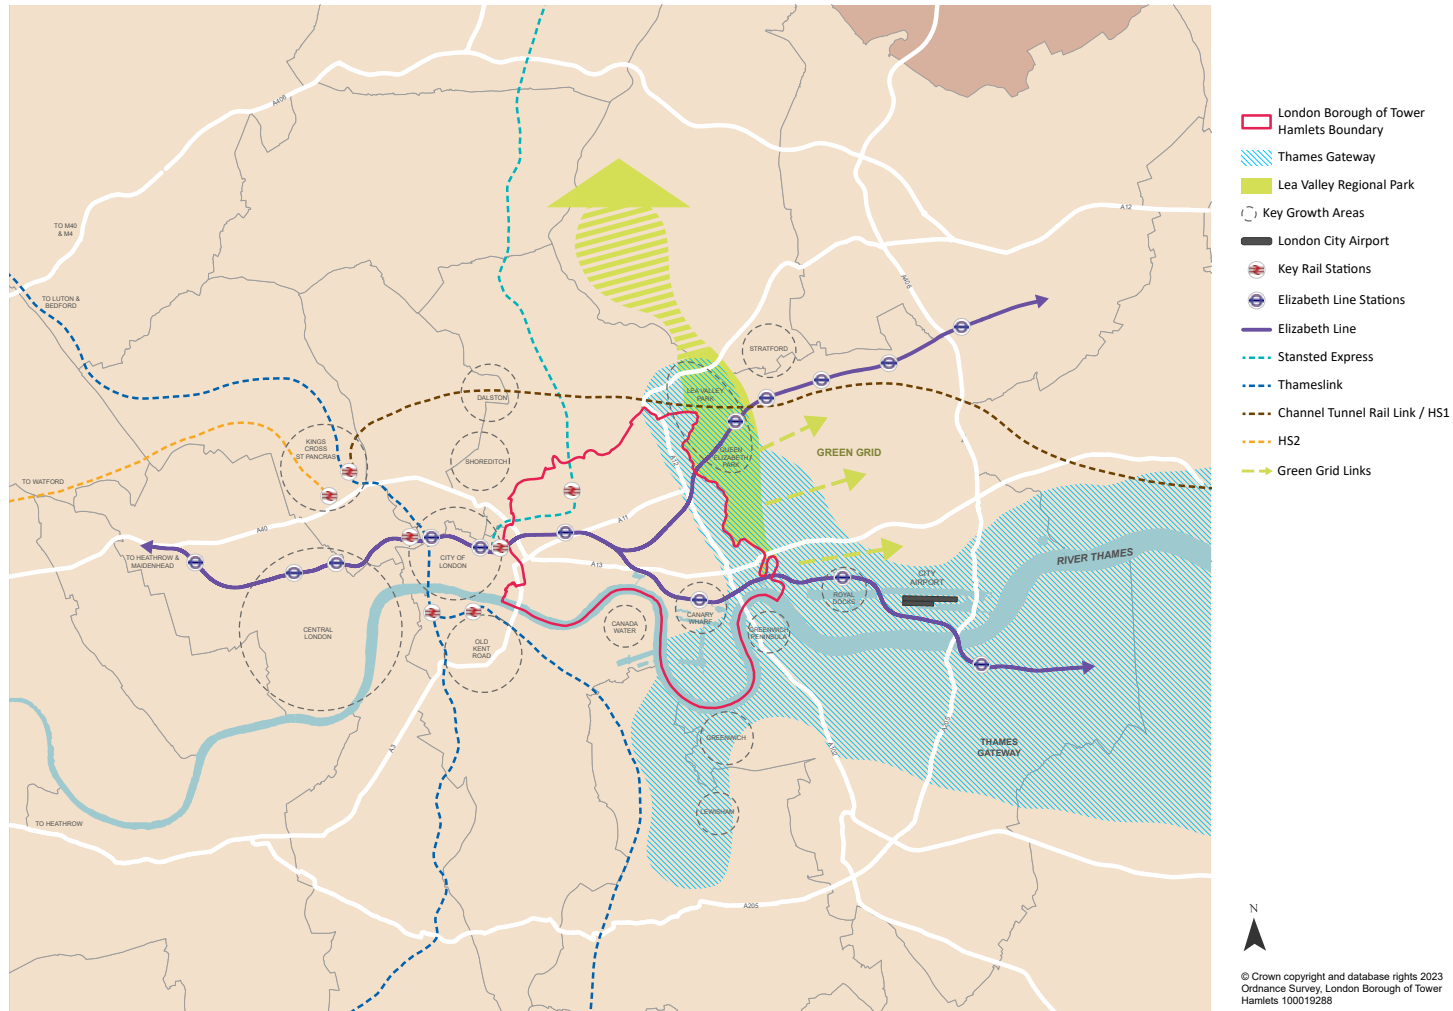 A406
A12
TO M40
& M4
A406
TO LUTON &
BEDFORD
STRATFORD
LEA VALLEY
PARK
DALSTON
KINGS
CROSS
ST PANCRAS
SHOREDITCH
QUEEN
ELIZABETH
PARK
GREEN GRID
A12
TO WATFORD
A40
A11
CITY OF
LONDON
TO HEATHROW &
MAIDENHEAD
A13
RIVER THAMES
CITY
AIRPORT
ROYAL
DOCKS
CANARY
WHARF
CANADA
WATER
GREENWICH
PENINSULA
CENTRAL
LONDON
OLD
KENT
ROAD
A3
GREENWICH
A102
A205
THAMES
GATEWAY
LEWISHAM
TO HEATHROW
A205
London Borough of Tower
Hamlets Boundary
Thames Gateway
Lea Valley Regional Park
Key Growth Areas
London City Airport
Key Rail Stations
Elizabeth Line Stations
Elizabeth Line
Stansted Express
Thameslink
Channel Tunnel Rail Link / HS1
HS2
Green Grid Links
N
© Crown copyright and database rights 2023
Ordnance Survey, London Borough of Tower
Hamlets 100019288